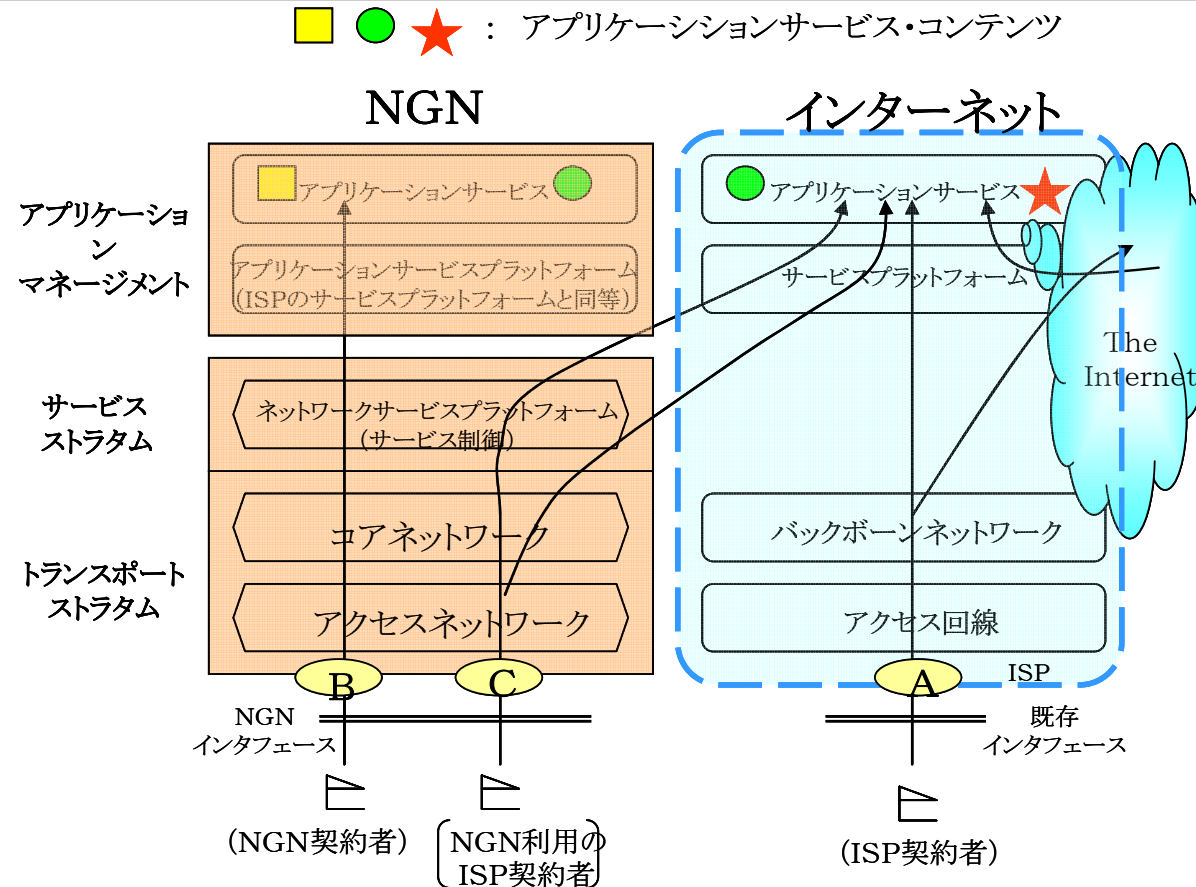 ： アプリケーシションサービス・コンテンツ
NGN
インターネット
アプリケーショ
ン
マネージメント
アプリケーションサービス
アプリケーションサービスプラットフォーム
（ISPのサービスプラットフォームと同等）
アプリケーションサービス
サービスプラットフォーム
The
Internet
サービス
ストラタム
ネットワークサービスプラットフォーム
（サービス制御）
トランスポート
ストラタム
コアネットワーク
アクセスネットワーク
バックボーンネットワーク
アクセス回線
B
C
A
ISP
NGN
インタフェース
既存
インタフェース
（NGN契約者）
NGN利用の
ISP契約者
（ISP契約者）